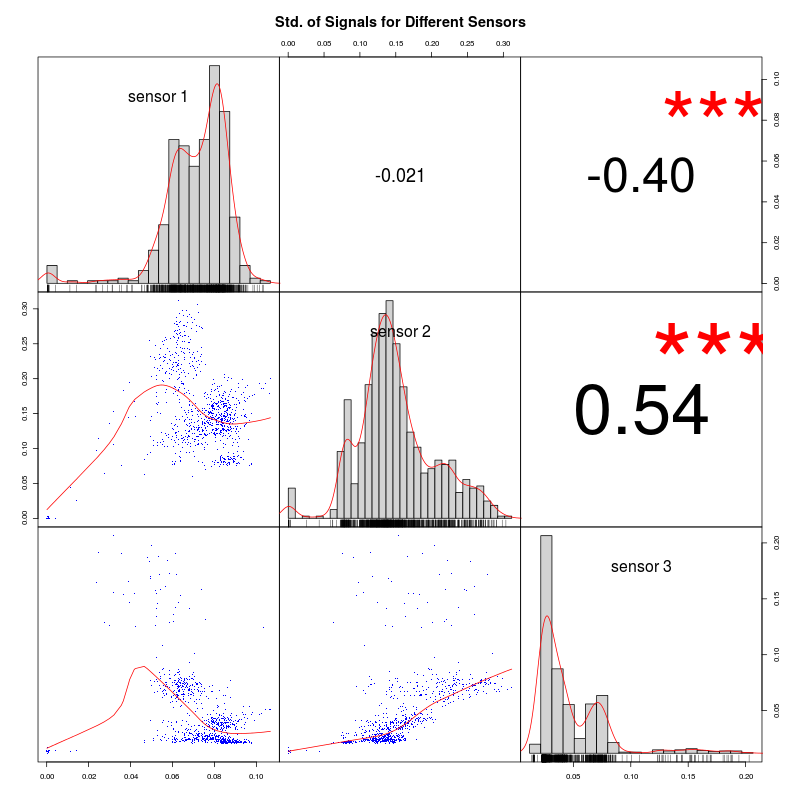 Std. of Signals for Different Sensors
0.00 0.05 0.10 0.15 0.20 0.25 0.30
sensor 1
-0.021
-0.40
***
0.00 0.02 0.04 0.06 0.08 0.10
0.00 0.05 0.10 0.15 0.20 0.25 0.30
sensor 2
0.54
***
sensor 3
0.05 0.10 0.15 0.20
0.00 0.02 0.04 0.06 0.08 0.10
0.05 0.10 0.15 0.20